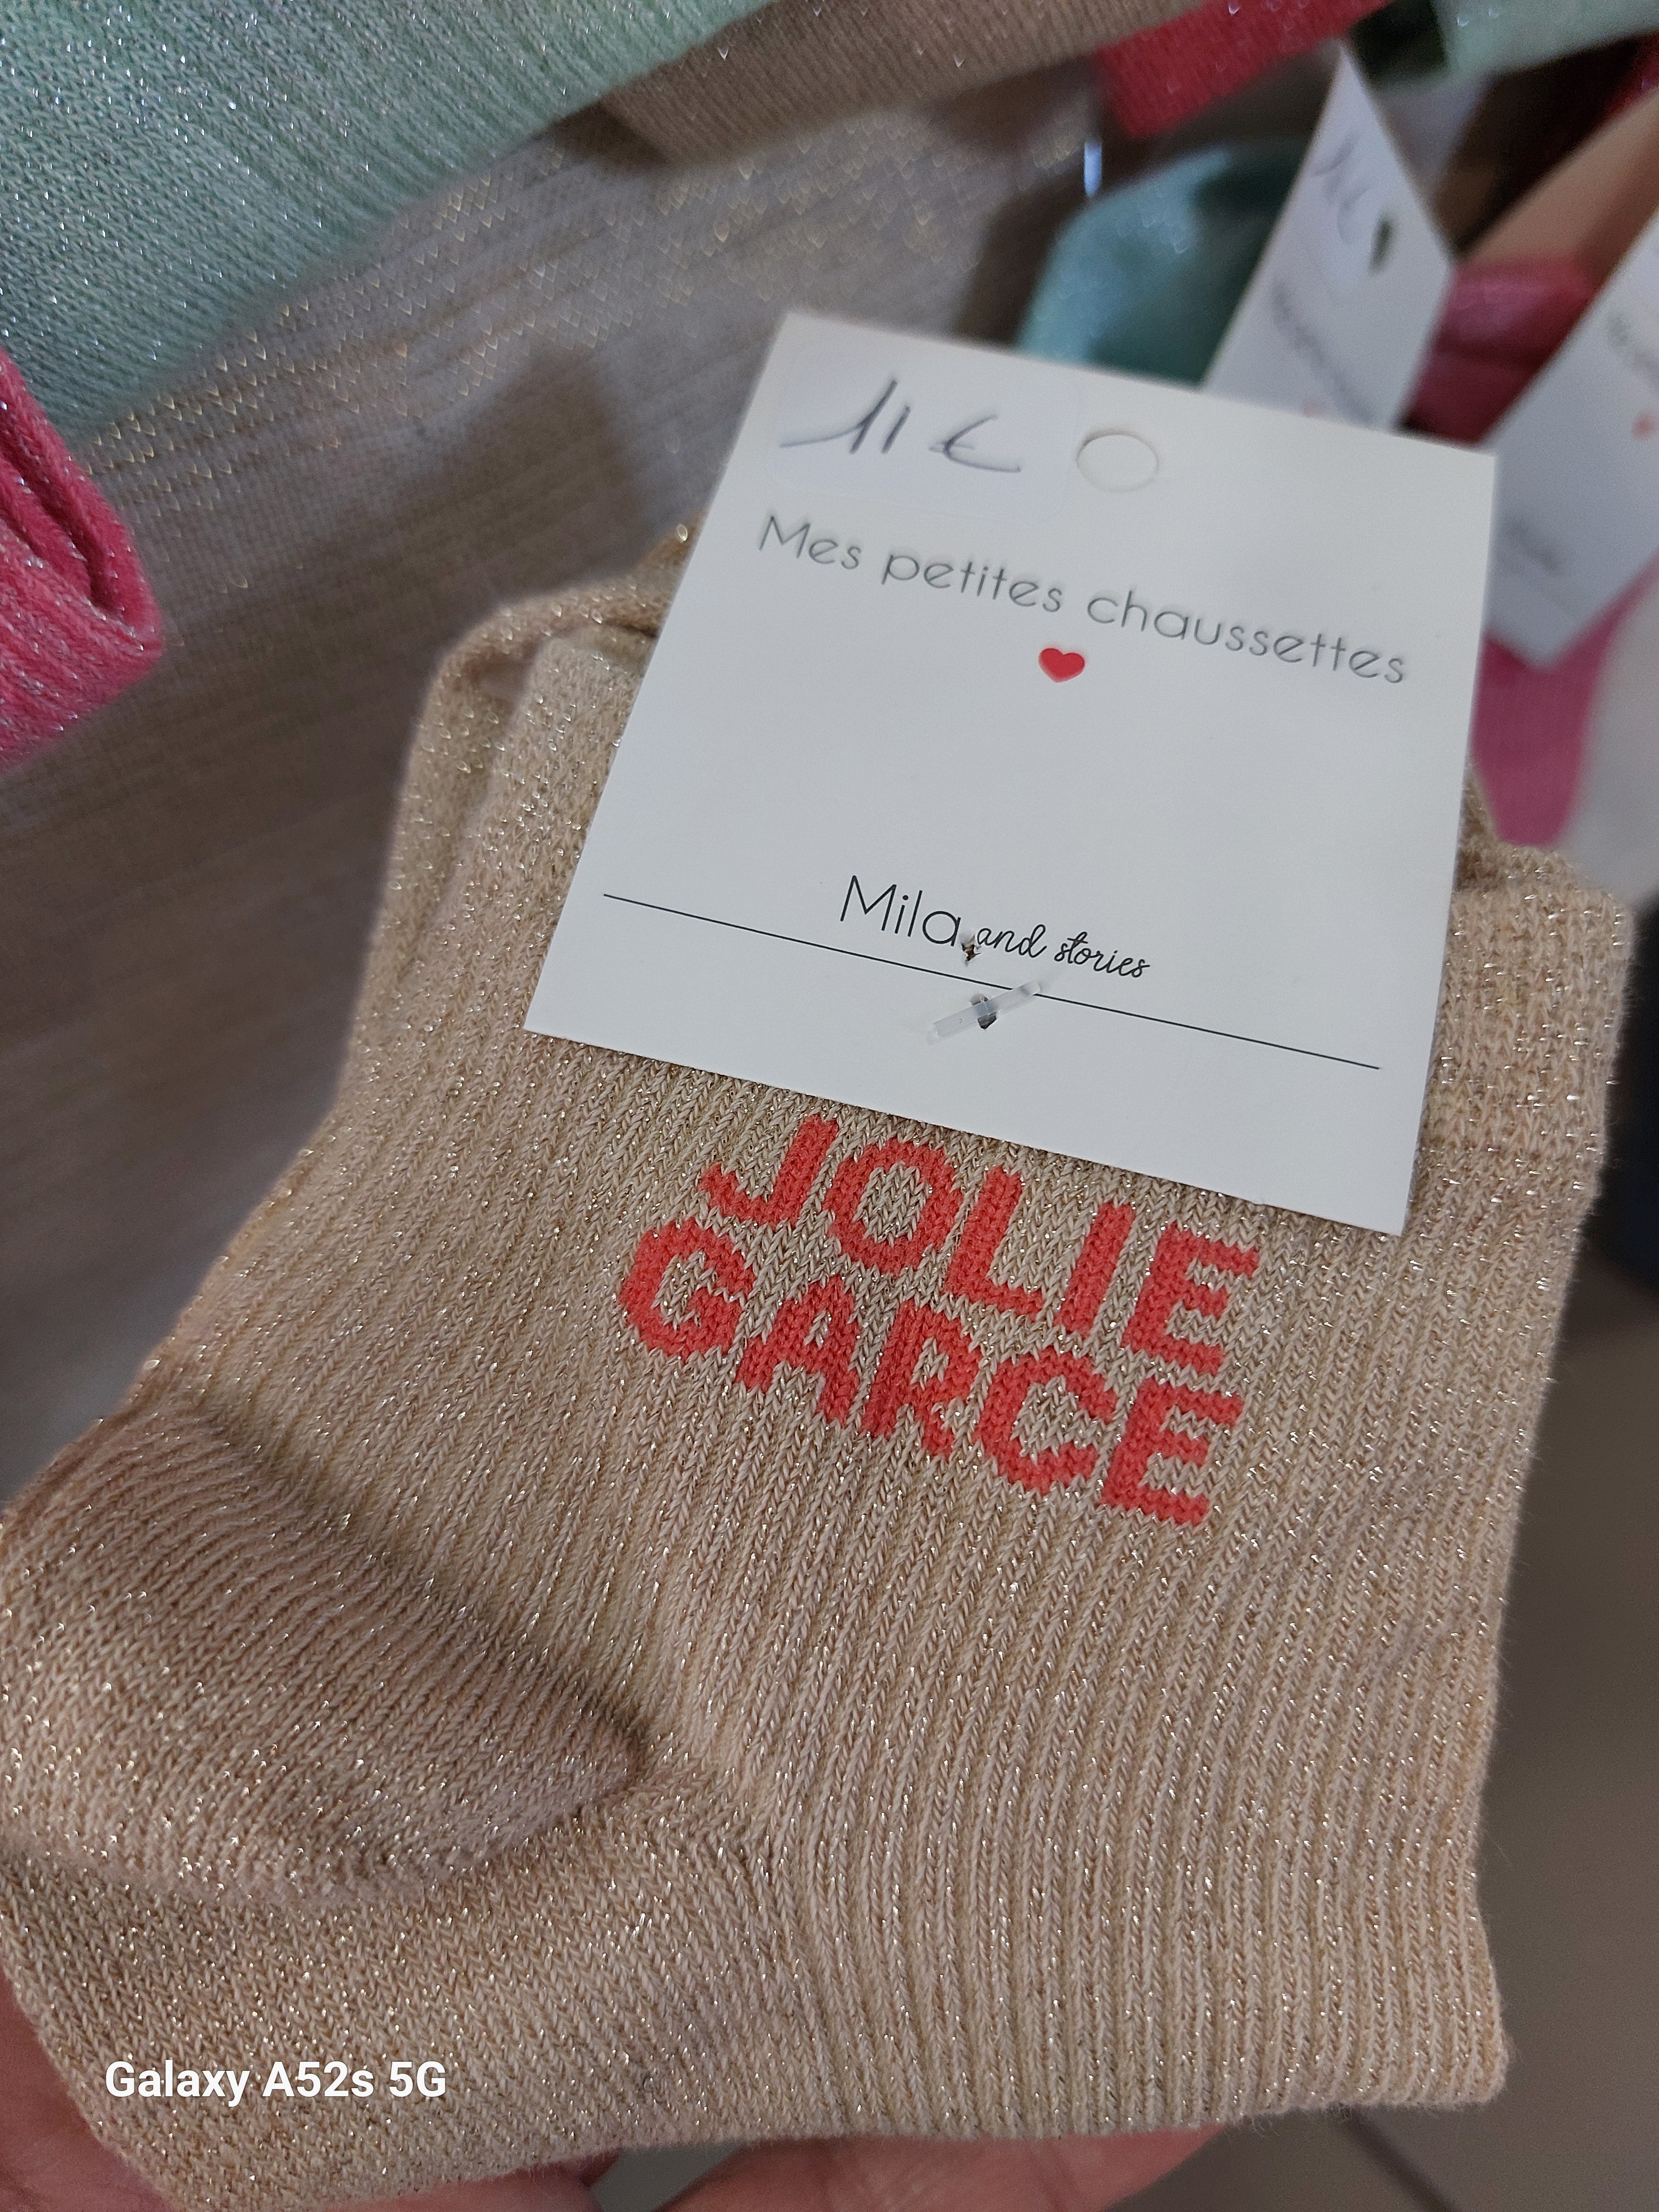 11 €
Mes petites chaussettes
Mila and stories
JOLIE
GARCE
Galaxy A52s 5G